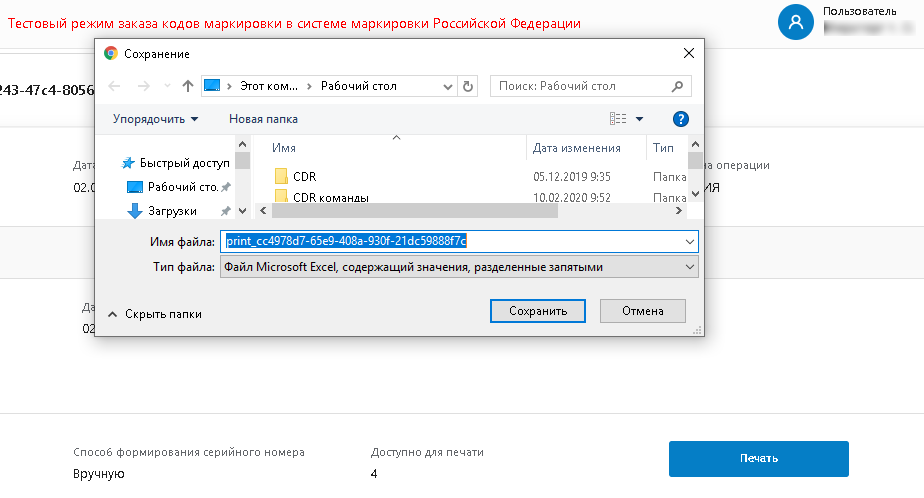 Тестовый режим заказа кодов маркировки в системе маркировки Российской Федерации
Пользователь
Сохранение
243-47c4-8056
Этот ком... Рабочий стол
Поиск: Рабочий стол
Упорядочить Новая папка
Имя Дата изменения Тип
Быстрый доступ
Рабочий сто.
Загрузки
CDR 05.12.2019 9:35 Папка
CDR команды 10.02.2020 9:52 Папка
Имя файла: print_cc4978d7-65e9-408a-930f-21dc59888f7c
Тип файла: Файл Microsoft Excel, содержащий значения, разделенные запятыми
Скрыть папки
Сохранить Отмена
Дата
02.0
на операции
ИЯ
Да
02
Способ формирования серийного номера
Вручную
Доступно для печати
4
Печать